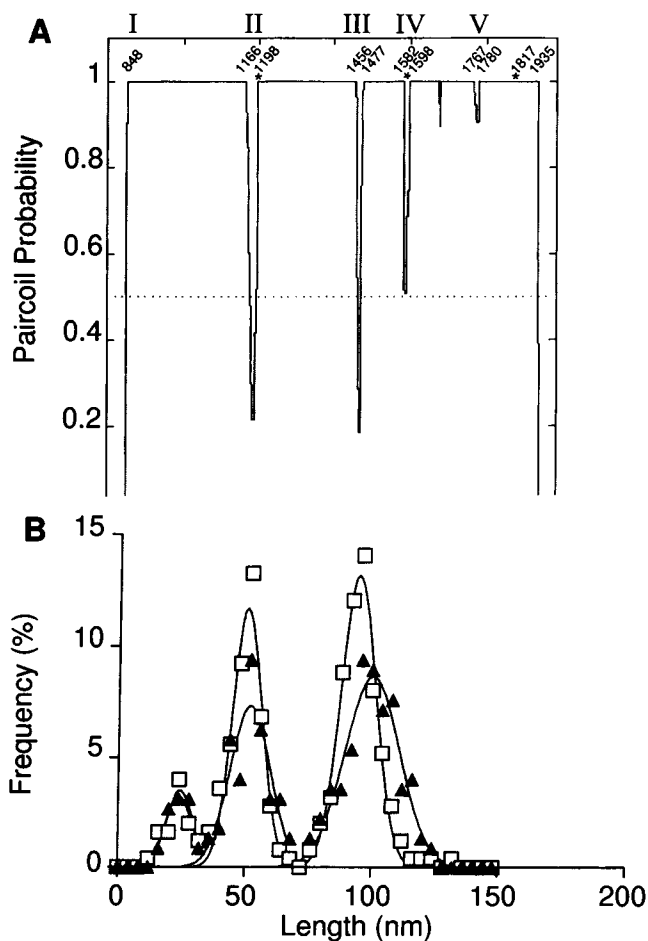 A
I II III IV V
848 1166 *1198 1456 1477 1582 *1598 1767 1780 *1817 1935
1
0.8
0.6
0.4
0.2
Paircoil Probability
B
15
10
5
0
Frequency (%)
0 50 100 150 200
Length (nm)